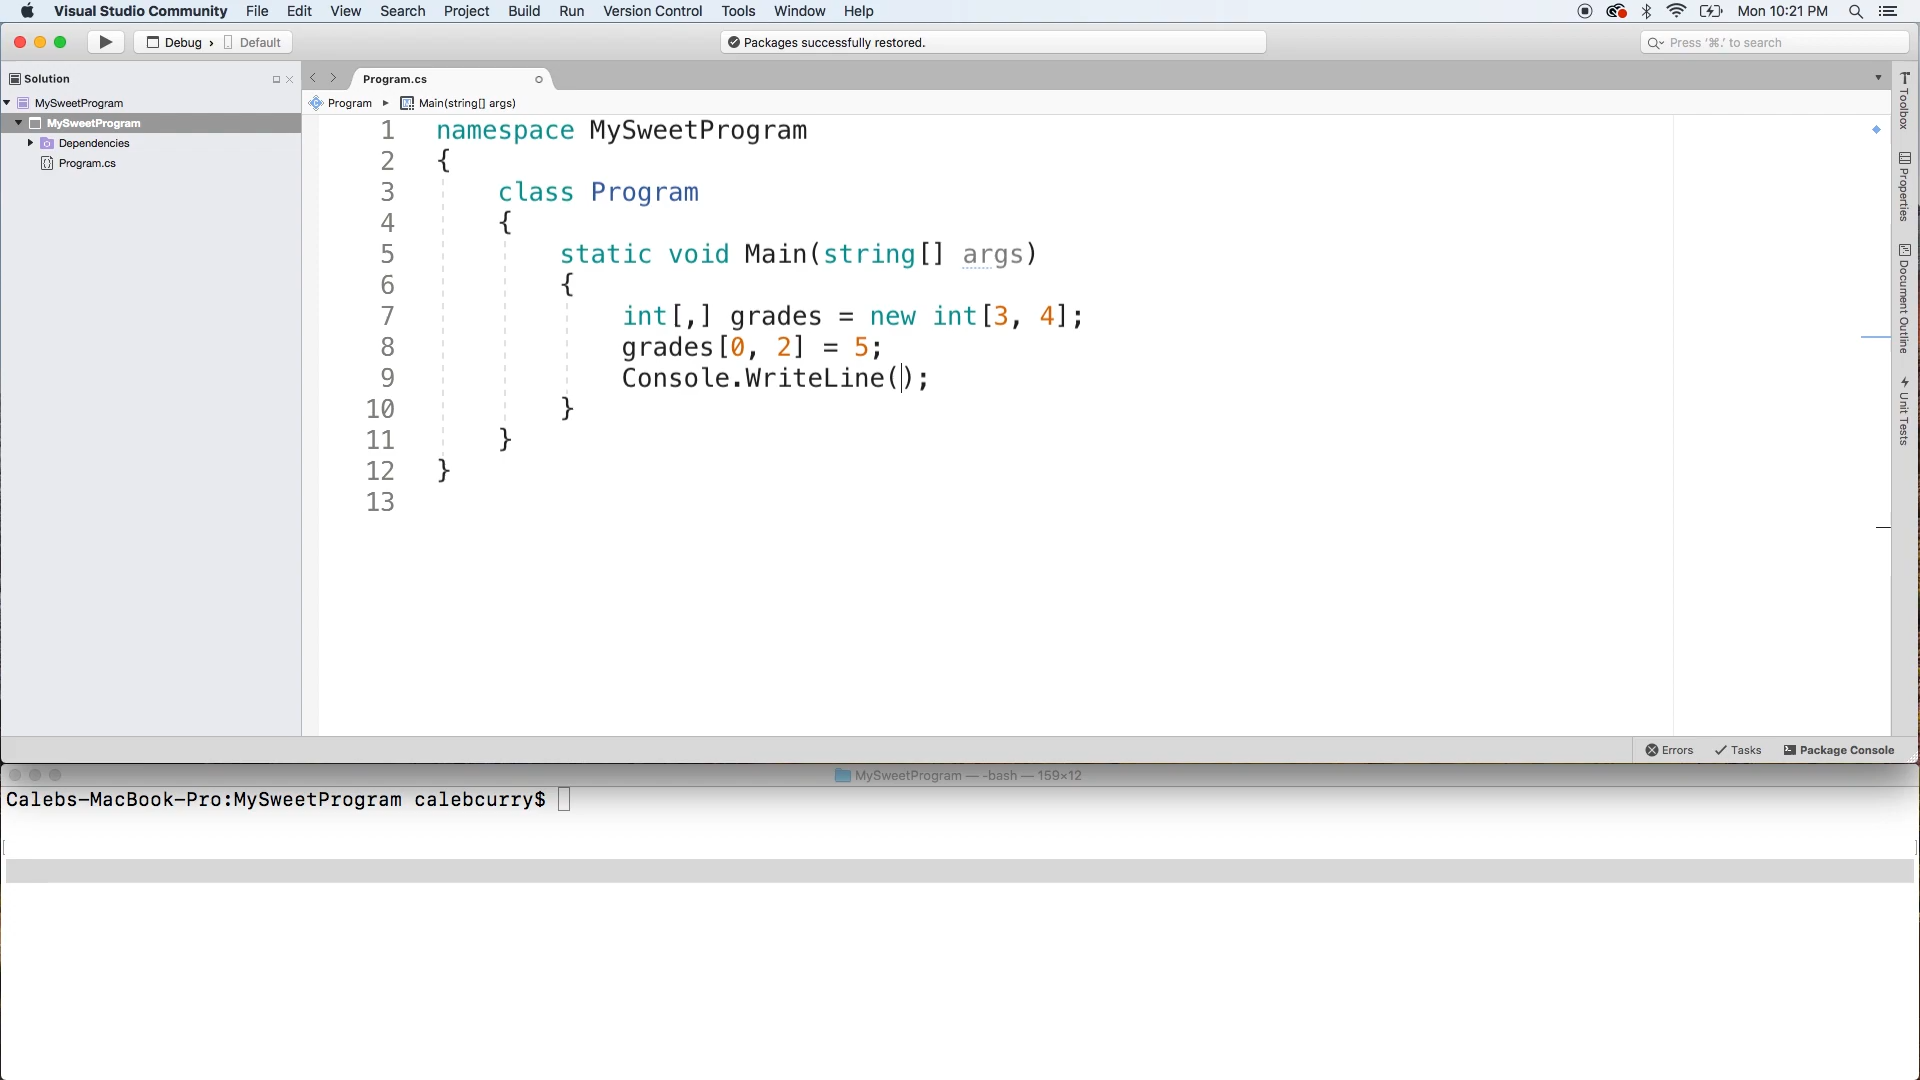 Visual Studio Community File Edit View Search Project Build Run Version Control Tools Window Help Mon 10:21 PM
Debug › Default Packages successfully restored. Press '⌘.' to search
Solution Program.cs
MySweetProgram Program ▸ Main(string[] args)
MySweetProgram
Dependencies
Program.cs
1 namespace MySweetProgram
2 {
3 class Program
4 {
5 static void Main(string[] args)
6 {
7 int[,] grades = new int[3, 4];
8 grades[0, 2] = 5;
9 Console.WriteLine();
10 }
11 }
12 }
13
Toolbox
Properties
Document Outline
Unit Tests
Errors Tasks Package Console
MySweetProgram — -bash — 159×12
Calebs-MacBook-Pro:MySweetProgram calebcurry$